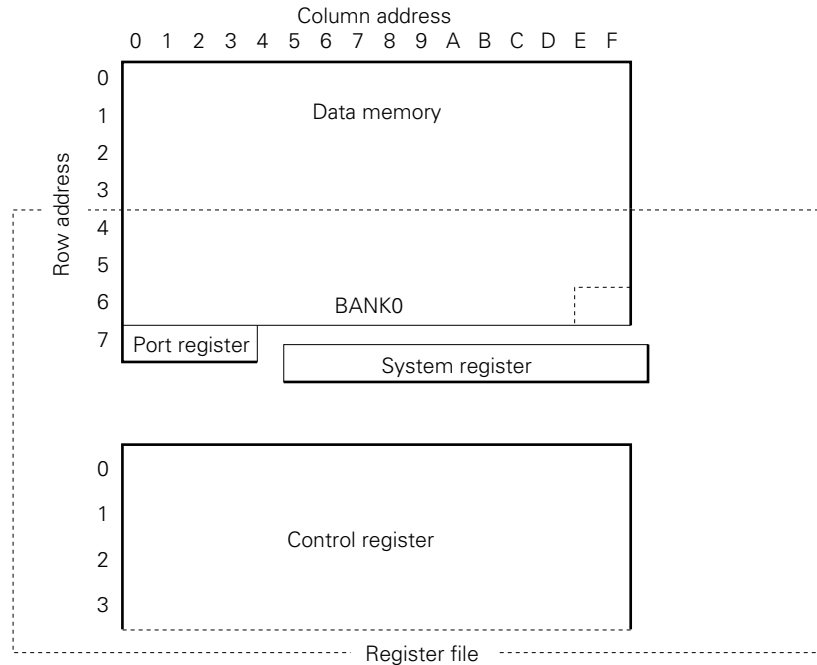 Column address
0 1 2 3 4 5 6 7 8 9 A B C D E F
0
1
2
3
4
5
6
7
Row address
Data memory
BANK0
Port register
System register
0
1
2
3
Control register
Register file